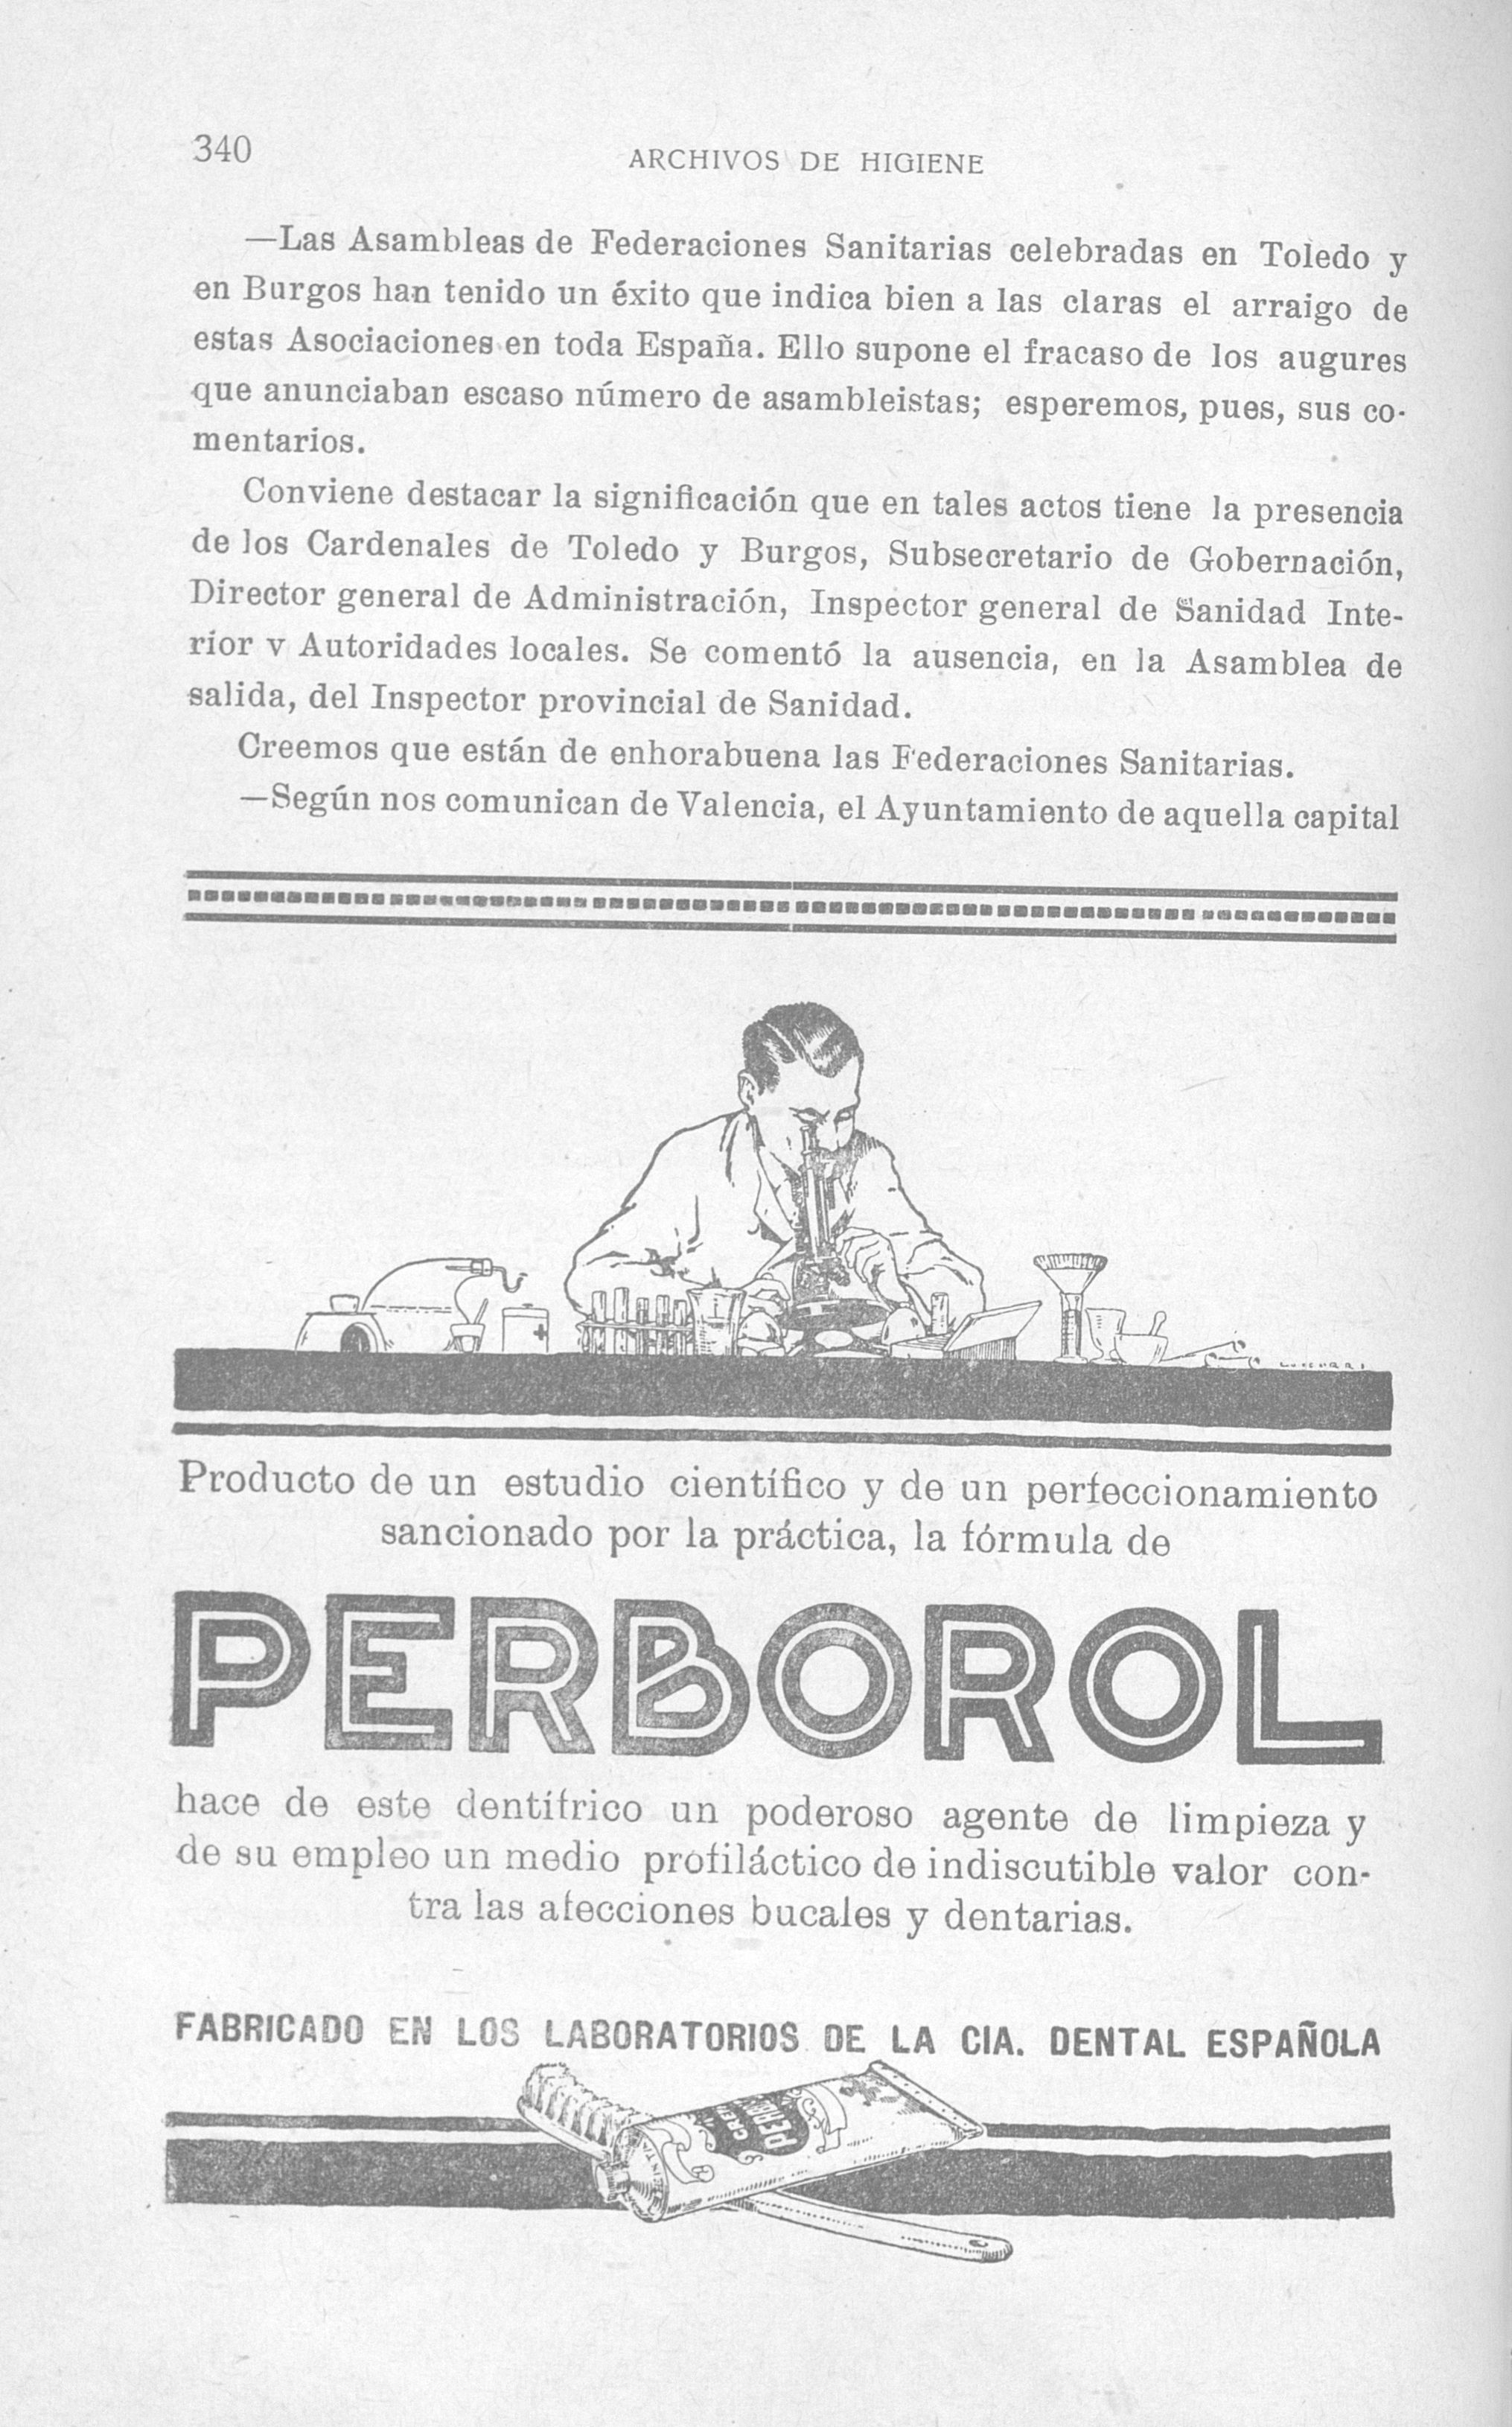 340
ARCHIVOS DE HIGIENE
—Las Asambleas de Federaciones Sanitarias celebradas en Toledo y
en Burgos han tenido un éxito que indica bien a las claras el arraigo de
estas Asociaciones en toda España. Ello supone el fracaso de los augures
que anunciaban escaso número de asambleistas; esperemos, pues, sus co-
mentarios.
Conviene destacar la significación que en tales actos tiene la presencia
de los Cardenales de Toledo y Burgos, Subsecretario de Gobernación,
Director general de Administración, Inspector general de Sanidad Inte-
rior v Autoridades locales. Se comentó la ausencia, en la Asamblea de
salida, del Inspector provincial de Sanidad.
Creemos que están de enhorabuena las Federaciones Sanitarias.
—Según nos comunican de Valencia, el Ayuntamiento de aquella capital
Producto de un estudio científico y de un perfeccionamiento
sancionado por la práctica, la fórmula de
PERBOROL
hace de este dentífrico un poderoso agente de limpieza y
de su empleo un medio profiláctico de indiscutible valor con-
tra las afecciones bucales y dentarias.
FABRICADO EN LOS LABORATORIOS DE LA CIA. DENTAL ESPAÑOLA